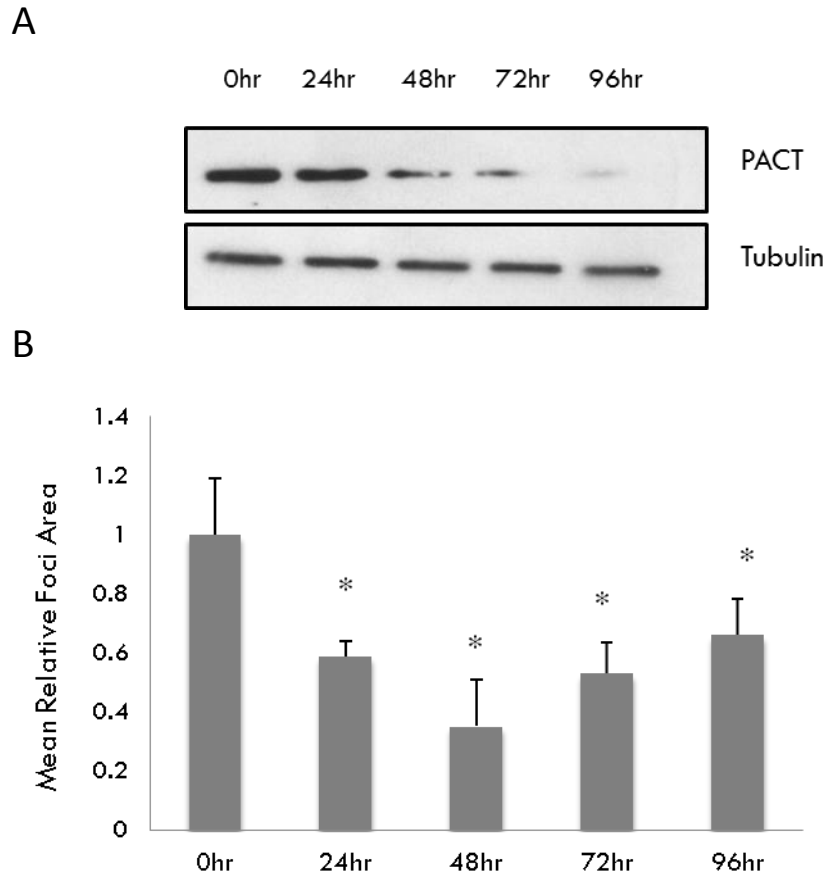 A
0hr 24hr 48hr 72hr 96hr
PACT
Tubulin
B
Mean Relative Foci Area
1.4
1.2
1
0.8
0.6
0.4
0.2
0
* * * *
0hr 24hr 48hr 72hr 96hr